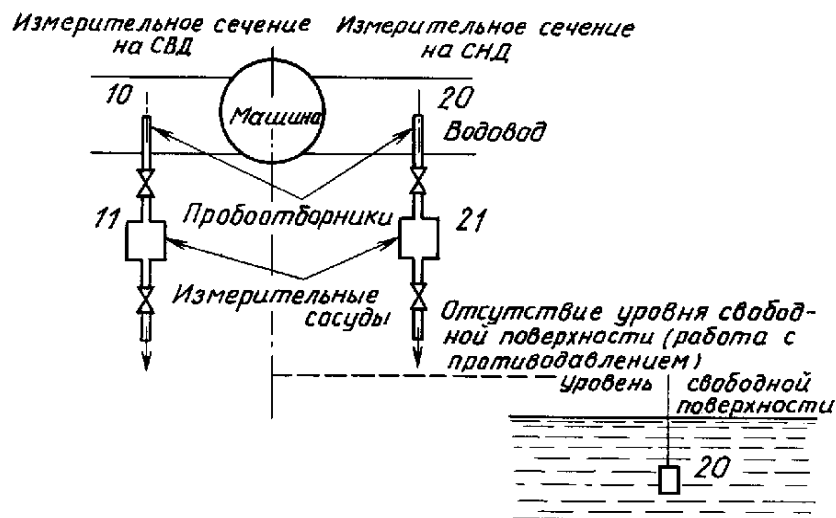 Измерительное сечение
на СВД
Измерительное сечение
на СНД
10
20
Машина
Водовод
11
Пробоотборники
21
Измерительные
сосуды
Отсутствие уровня свобод-
ной поверхности (работа с
противодавлением)
уровень свободной
поверхности
20